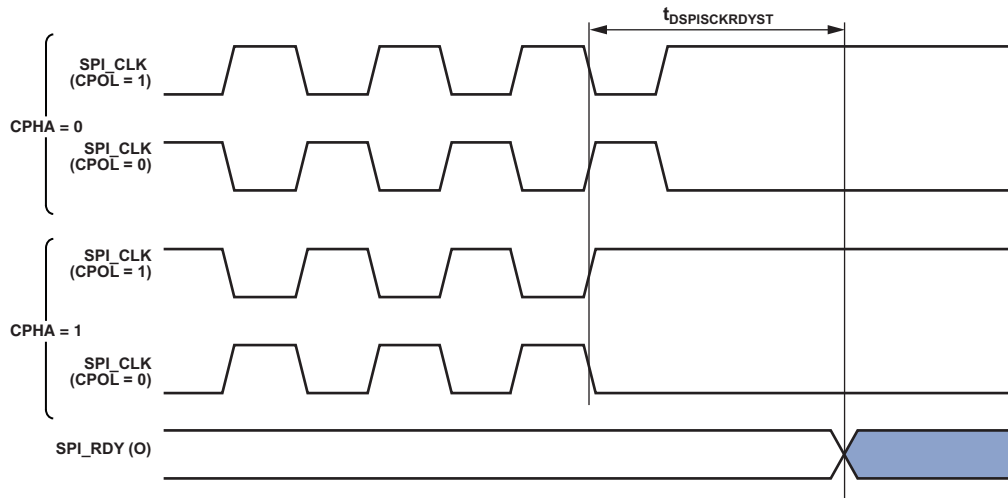 tDSPISCKRDYST
SPI_CLK
(CPOL = 1)
CPHA = 0
SPI_CLK
(CPOL = 0)
SPI_CLK
(CPOL = 1)
CPHA = 1
SPI_CLK
(CPOL = 0)
SPI_RDY (O)